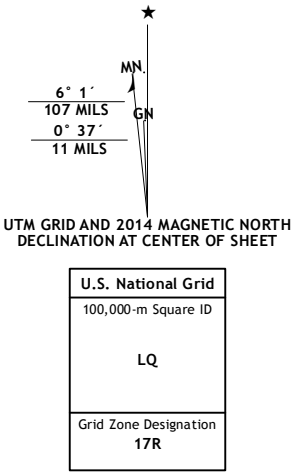 MN.
6° 1´
107 MILS
GN
0° 37´
11 MILS
UTM GRID AND 2014 MAGNETIC NORTH
DECLINATION AT CENTER OF SHEET
U.S. National Grid
100,000-m Square ID
LQ
Grid Zone Designation
17R